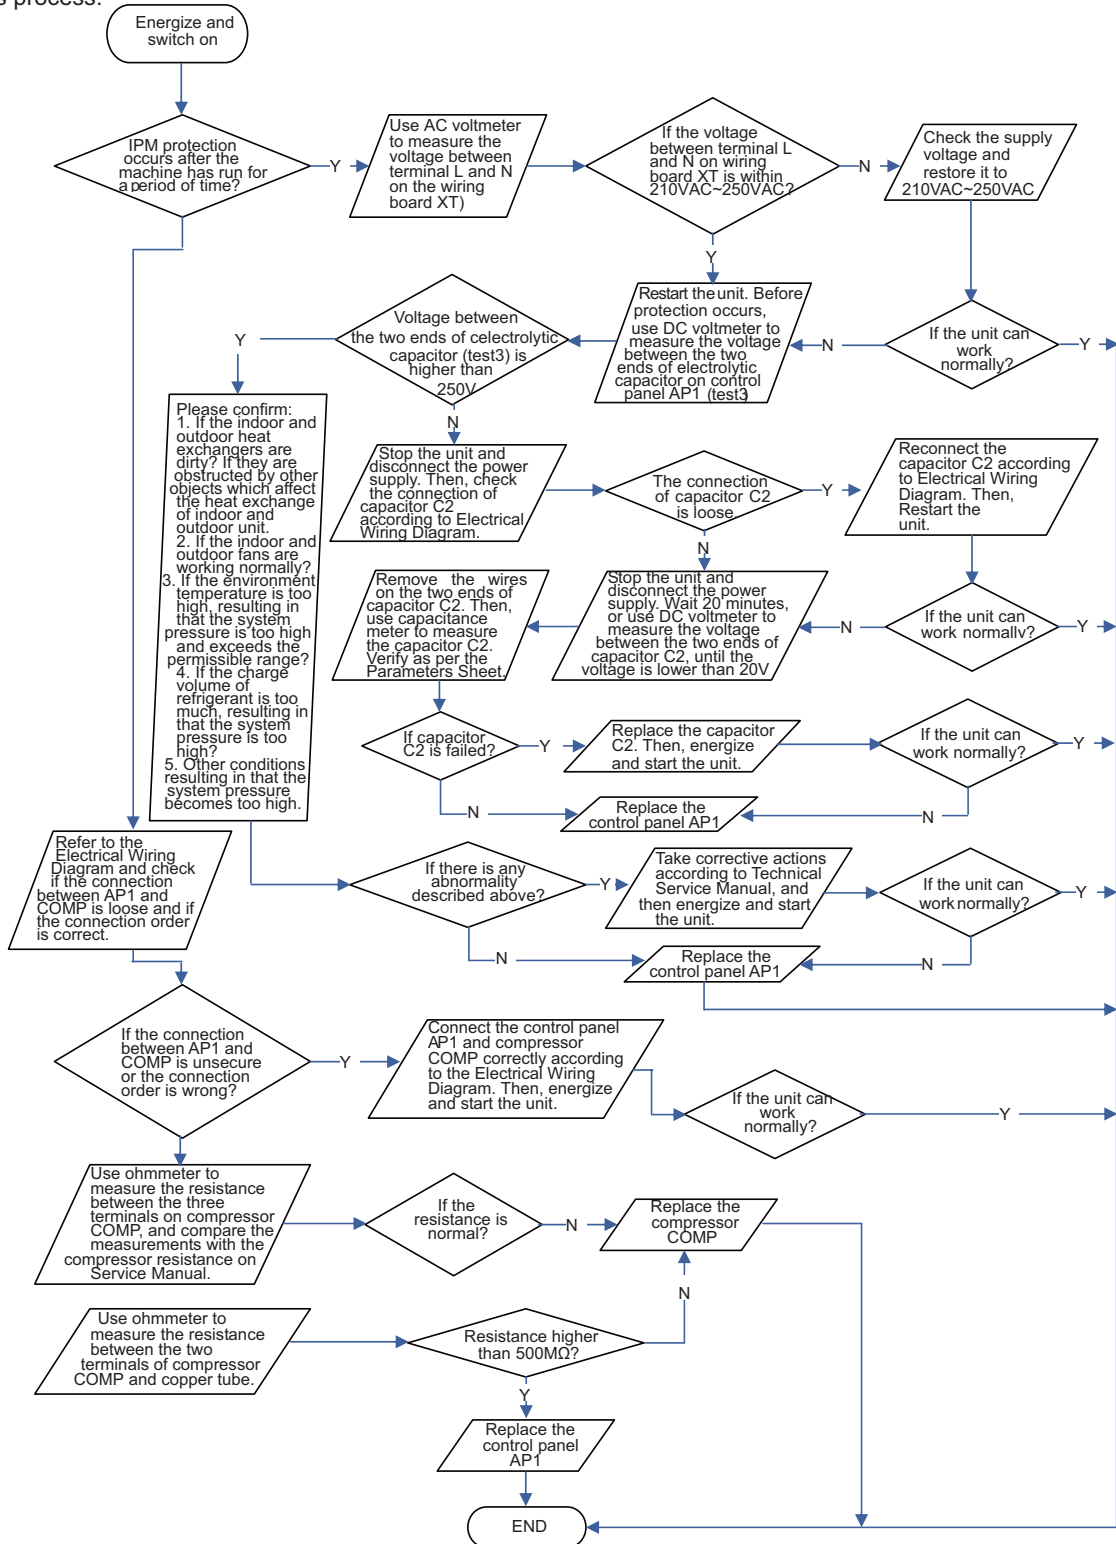 s process.
Energize and
switch on
IPM protection
occurs after the
machine has run for
a period of time?
Y
Use AC voltmeter
to measure the
voltage between
terminal L and N
on the wiring
board XT)
If the voltage
between terminal L
and N on wiring
board XT is within
210VAC~250VAC?
N
Check the supply
voltage and
restore it to
210VAC~250VAC
Y
Restart the unit. Before
protection occurs,
use DC voltmeter to
measure the voltage
between the two
ends of electrolytic
capacitor on control
panel AP1 (test3)
N
If the unit can
work
normally?
Y
Voltage between
the two ends of celectrolytic
capacitor (test3) is
higher than
250V
Y
N
Please confirm:
1. If the indoor and
outdoor heat
exchangers are
dirty? If they are
obstructed by other
objects which affect
the heat exchange
of indoor and
outdoor unit.
2. If the indoor and
outdoor fans are
working normally?
3. If the environment
temperature is too
high, resulting in
that the system
pressure is too high
and exceeds the
permissible range?
4. If the charge
volume of
refrigerant is too
much, resulting in
that the system
pressure is too
high?
5. Other conditions
resulting in that the
system pressure
becomes too high.
Stop the unit and
disconnect the power
supply. Then, check
the connection of
capacitor C2
according to Electrical
Wiring Diagram.
The connection
of capacitor C2
is loose
Y
Reconnect the
capacitor C2 according
to Electrical Wiring
Diagram. Then,
Restart the
unit.
N
Remove the wires
on the two ends of
capacitor C2. Then,
use capacitance
meter to measure
the capacitor C2.
Verify as per the
Parameters Sheet.
Stop the unit and
disconnect the power
supply. Wait 20 minutes,
or use DC voltmeter to
measure the voltage
between the two ends of
capacitor C2, until the
voltage is lower than 20V
N
If the unit can
work normally?
Y
If capacitor
C2 is failed?
Y
Replace the capacitor
C2. Then, energize
and start the unit.
If the unit can
work normally?
Y
N
Replace the
control panel AP1
N
Refer to the
Electrical Wiring
Diagram and check
if the connection
between AP1 and
COMP is loose and if
the connection order
is correct.
If there is any
abnormality
described above?
Y
Take corrective actions
according to Technical
Service Manual, and
then energize and start
the unit.
If the unit can
work normally?
Y
N
Replace the
control panel AP1
N
If the connection
between AP1 and
COMP is unsecure
or the connection
order is wrong?
Y
Connect the control panel
AP1 and compressor
COMP correctly according
to the Electrical Wiring
Diagram. Then, energize
and start the unit.
If the unit can
work
normally?
Y
Use ohmmeter to
measure the resistance
between the three
terminals on compressor
COMP, and compare the
measurements with the
compressor resistance on
Service Manual.
If the
resistance is
normal?
N
Replace the
compressor
COMP
N
Use ohmmeter to
measure the resistance
between the two
terminals of compressor
COMP and copper tube.
Resistance higher
than 500MΩ?
Y
Replace the
control panel
AP1
END